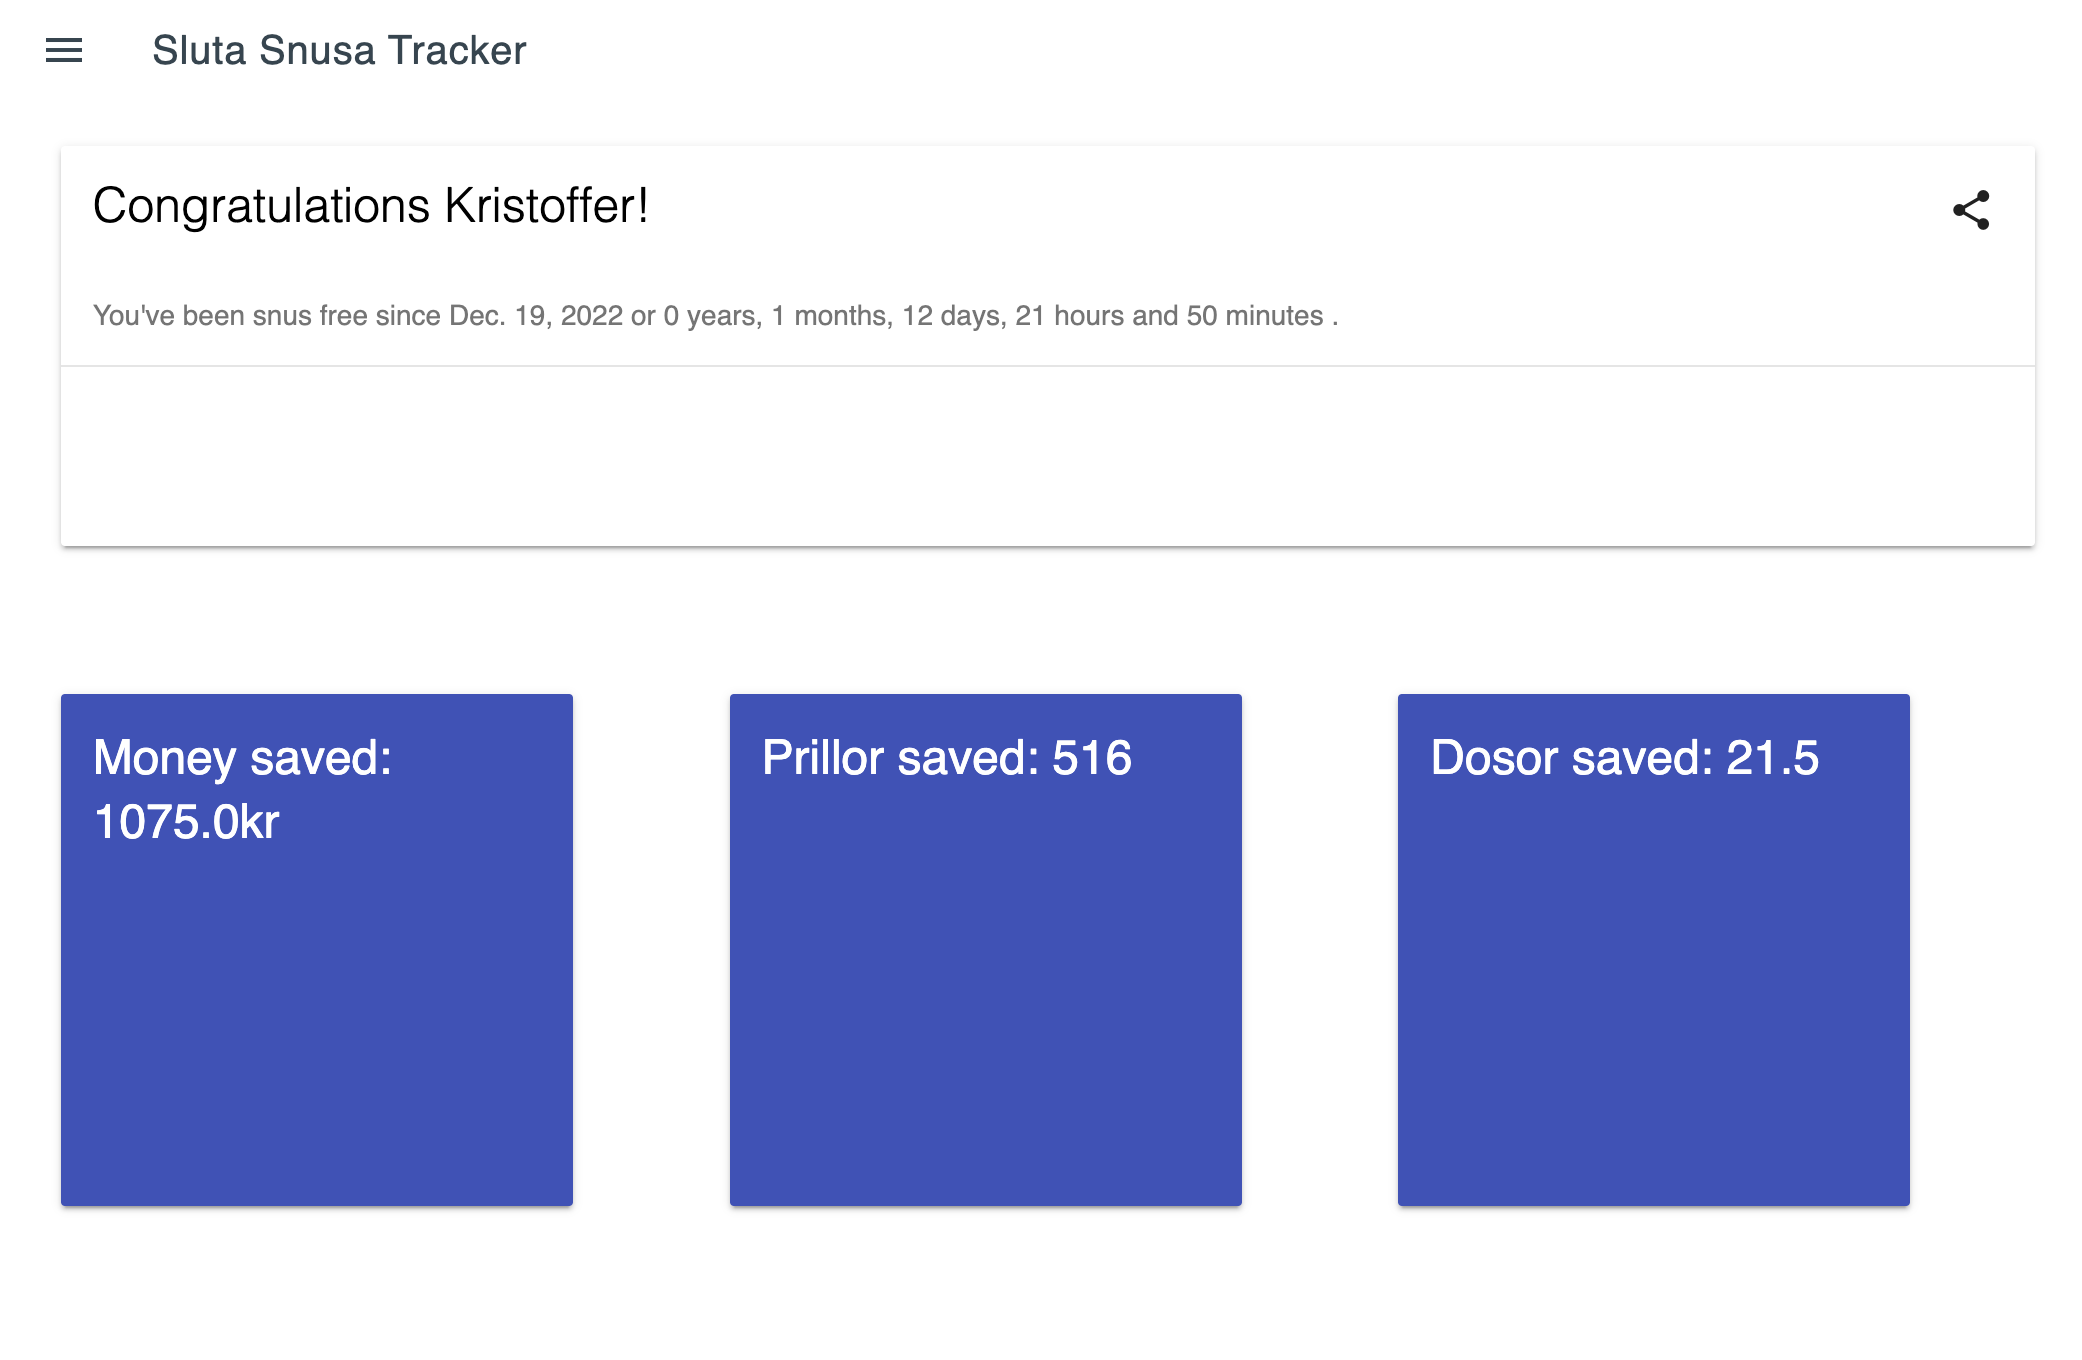 Sluta Snusa Tracker
Congratulations Kristoffer!
You've been snus free since Dec. 19, 2022 or 0 years, 1 months, 12 days, 21 hours and 50 minutes .
Money saved:
1075.0kr
Prillor saved: 516
Dosor saved: 21.5